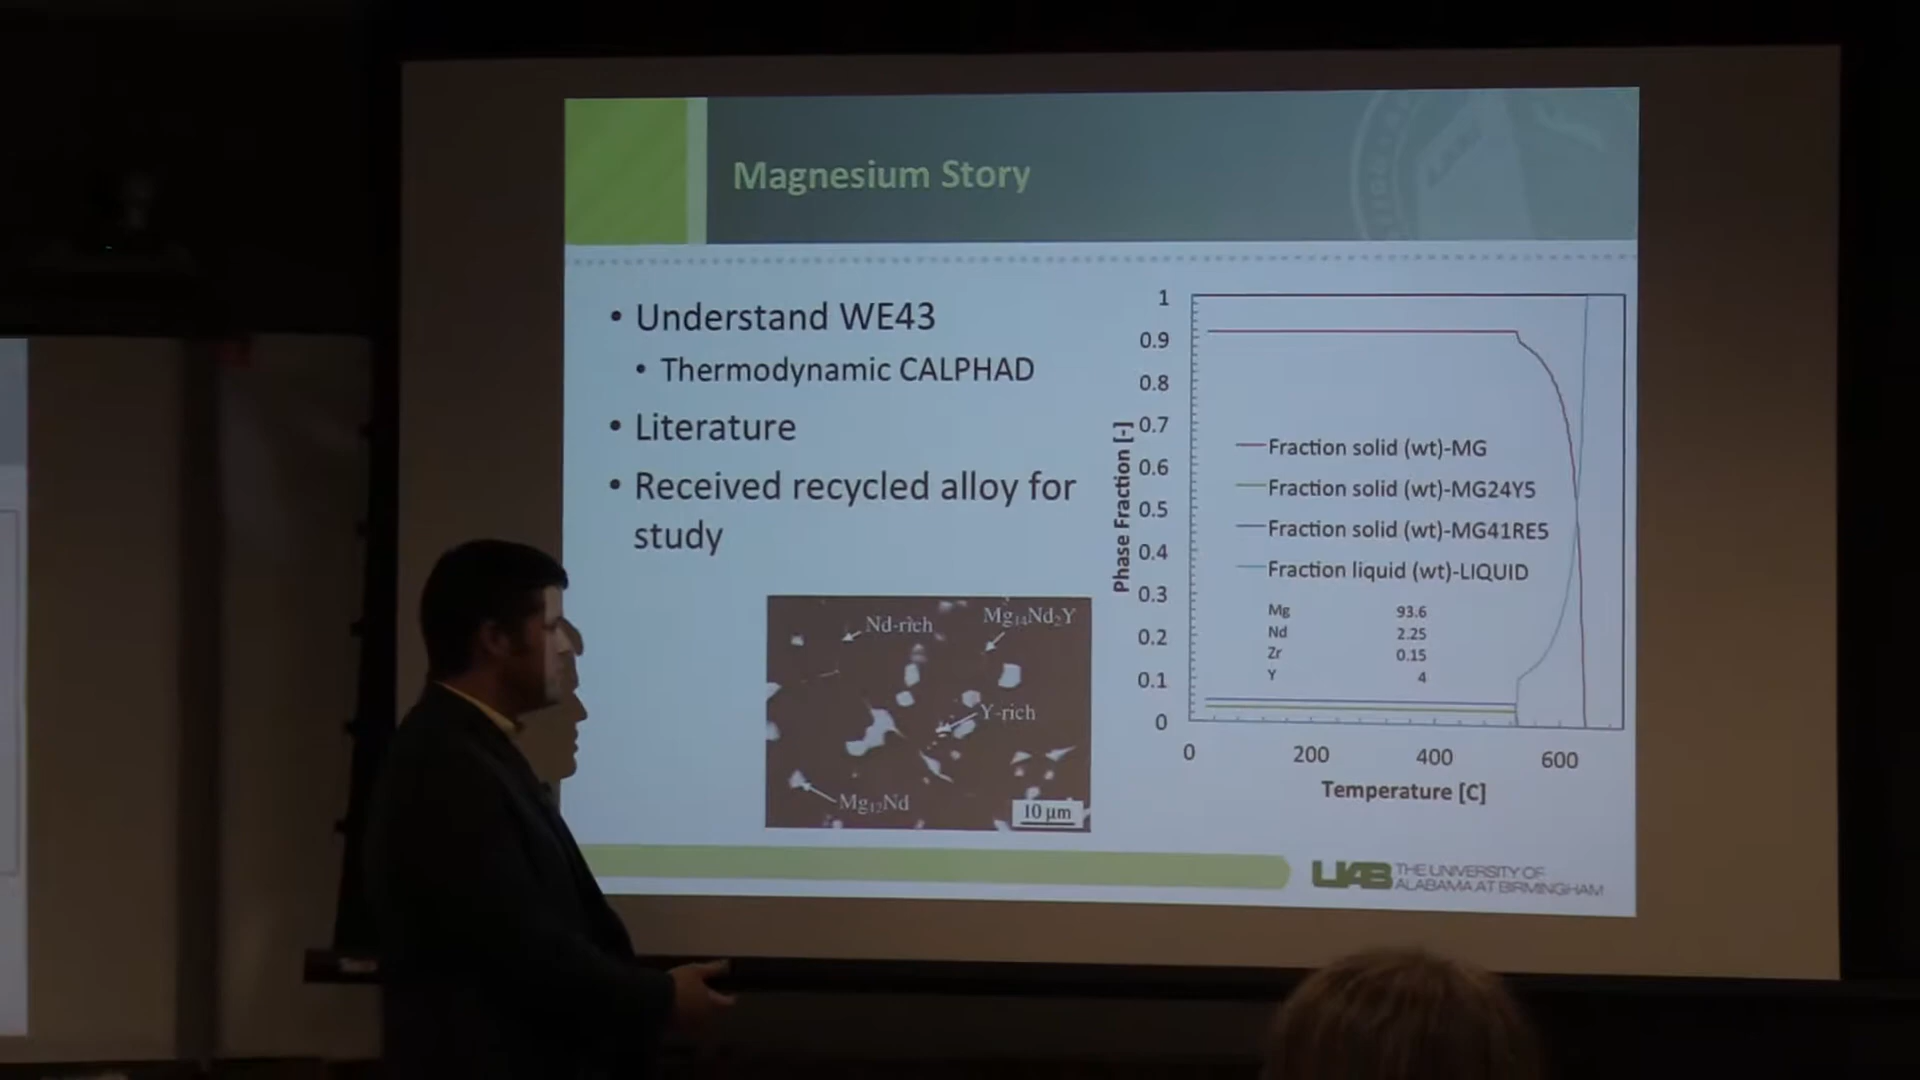 Magnesium Story
• Understand WE43
• Thermodynamic CALPHAD
• Literature
• Received recycled alloy for
study
Nd-rich
Mg₁₄Nd₂Y
Y-rich
Mg₁₂Nd
10 µm
Phase Fraction [-]
1
0.9
0.8
0.7
0.6
0.5
0.4
0.3
0.2
0.1
0
Fraction solid (wt)-MG
Fraction solid (wt)-MG24Y5
Fraction solid (wt)-MG41RE5
Fraction liquid (wt)-LIQUID
Mg 93.6
Nd 2.25
Zr 0.15
Y 4
0 200 400 600
Temperature [C]
UAB THE UNIVERSITY OF
ALABAMA AT BIRMINGHAM